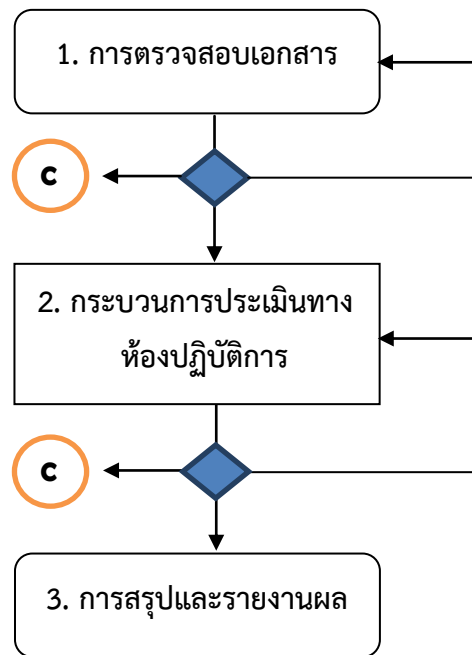 1. การตรวจสอบเอกสาร
C
2. กระบวนการประเมินทาง
ห้องปฏิบัติการ
C
3. การสรุปและรายงานผล